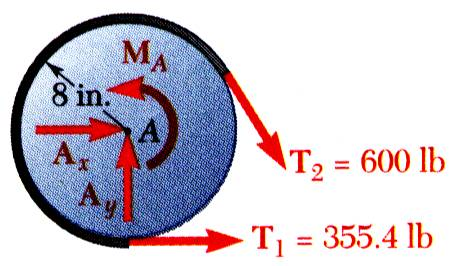 M_A
8 in.
A
A_x
A_y
T_2 = 600 lb
T_1 = 355.4 lb